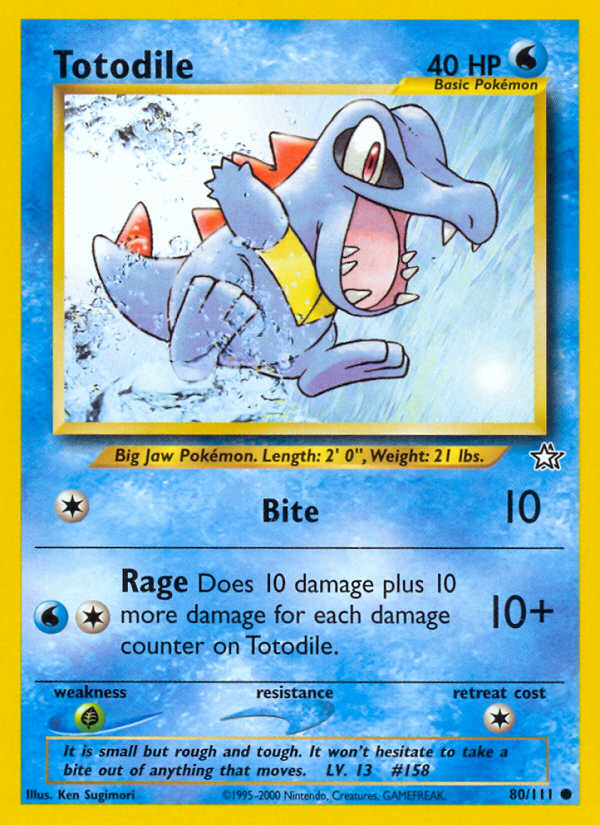 Totodile
40 HP
Basic Pokémon
Big Jaw Pokémon. Length: 2' 0", Weight: 21 lbs.
Bite 10
Rage Does 10 damage plus 10
more damage for each damage
counter on Totodile.
10+
weakness resistance retreat cost
It is small but rough and tough. It won't hesitate to take a
bite out of anything that moves. LV. 13 #158
Illus. Ken Sugimori ©1995-2000 Nintendo, Creatures, GAMEFREAK. 80/111